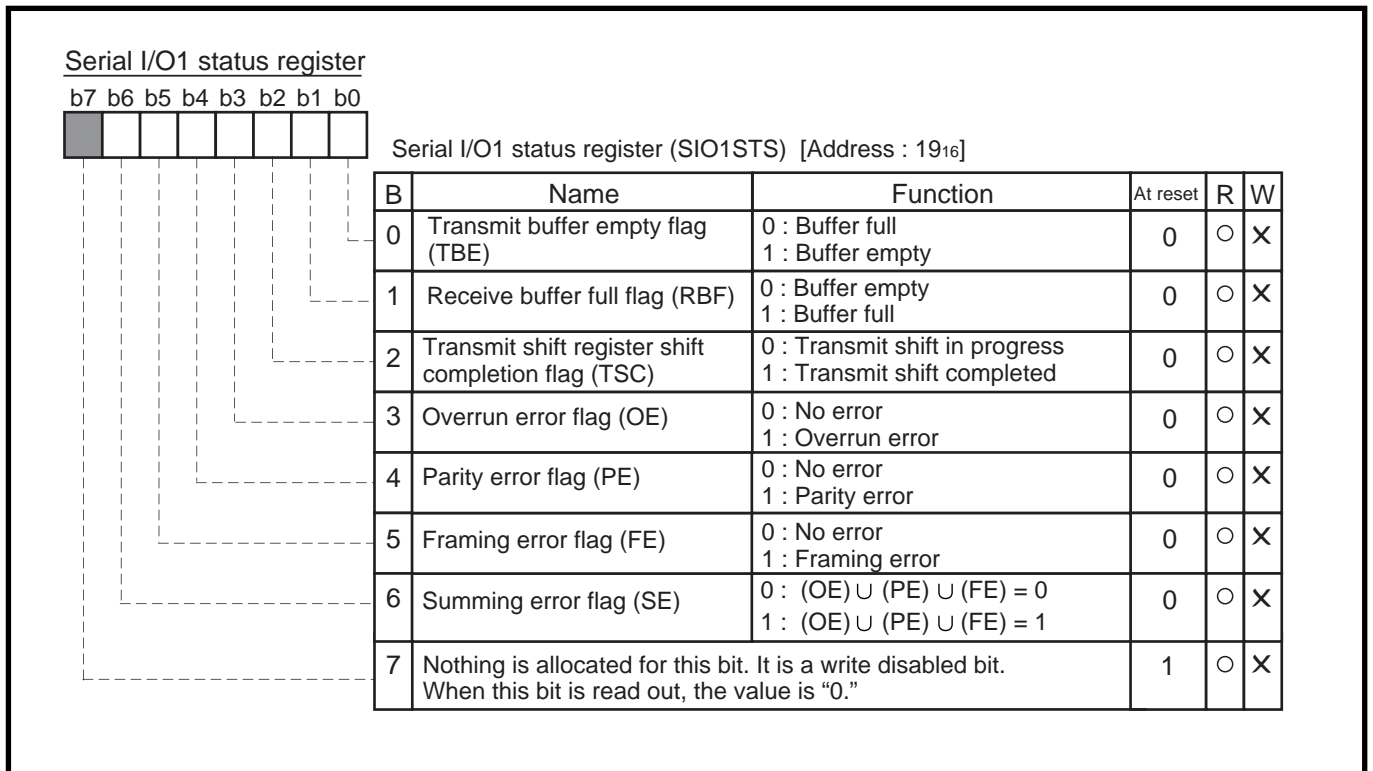 Serial I/O1 status register
b7 b6 b5 b4 b3 b2 b1 b0
Serial I/O1 status register (SIO1STS) [Address : 19₁₆]
B Name Function At reset R W
0 Transmit buffer empty flag (TBE) 0 : Buffer full 0 ○ ×
1 : Buffer empty
1 Receive buffer full flag (RBF) 0 : Buffer empty 0 ○ ×
1 : Buffer full
2 Transmit shift register shift completion flag (TSC) 0 : Transmit shift in progress 0 ○ ×
1 : Transmit shift completed
3 Overrun error flag (OE) 0 : No error 0 ○ ×
1 : Overrun error
4 Parity error flag (PE) 0 : No error 0 ○ ×
1 : Parity error
5 Framing error flag (FE) 0 : No error 0 ○ ×
1 : Framing error
6 Summing error flag (SE) 0 : (OE) ∪ (PE) ∪ (FE) = 0 0 ○ ×
1 : (OE) ∪ (PE) ∪ (FE) = 1
7 Nothing is allocated for this bit. It is a write disabled bit. 1 ○ ×
When this bit is read out, the value is “0.”